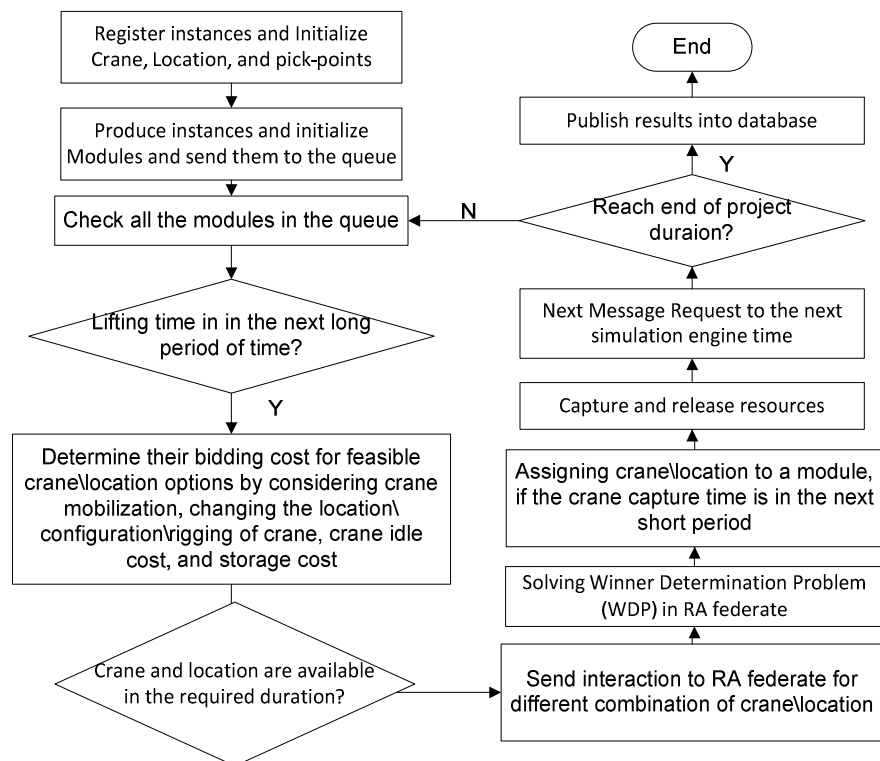 Register instances and Initialize
Crane, Location, and pick-points
Produce instances and initialize
Modules and send them to the queue
Check all the modules in the queue
Lifting time in in the next long
period of time?
Y
Determine their bidding cost for feasible
crane\location options by considering crane
mobilization, changing the location\
configuration\rigging of crane, crane idle
cost, and storage cost
Crane and location are available
in the required duration?
Send interaction to RA federate for
different combination of crane\location
Solving Winner Determination Problem
(WDP) in RA federate
Assigning crane\location to a module,
if the crane capture time is in the next
short period
Capture and release resources
Next Message Request to the next
simulation engine time
Reach end of project
duraion?
N
Y
Publish results into database
End